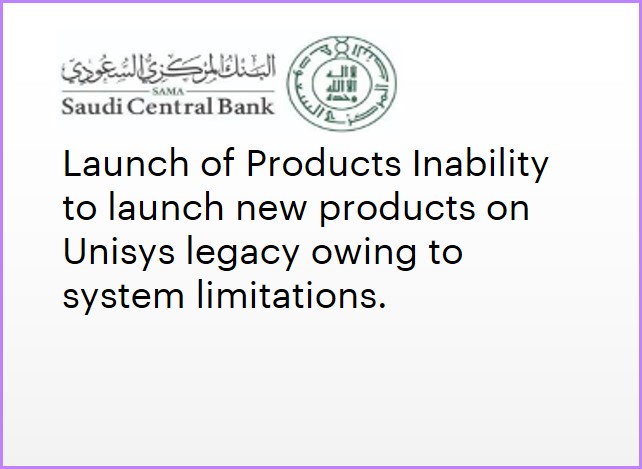 البنك المركزي السعودي
SAMA
Saudi Central Bank
Launch of Products Inability
to launch new products on
Unisys legacy owing to
system limitations.